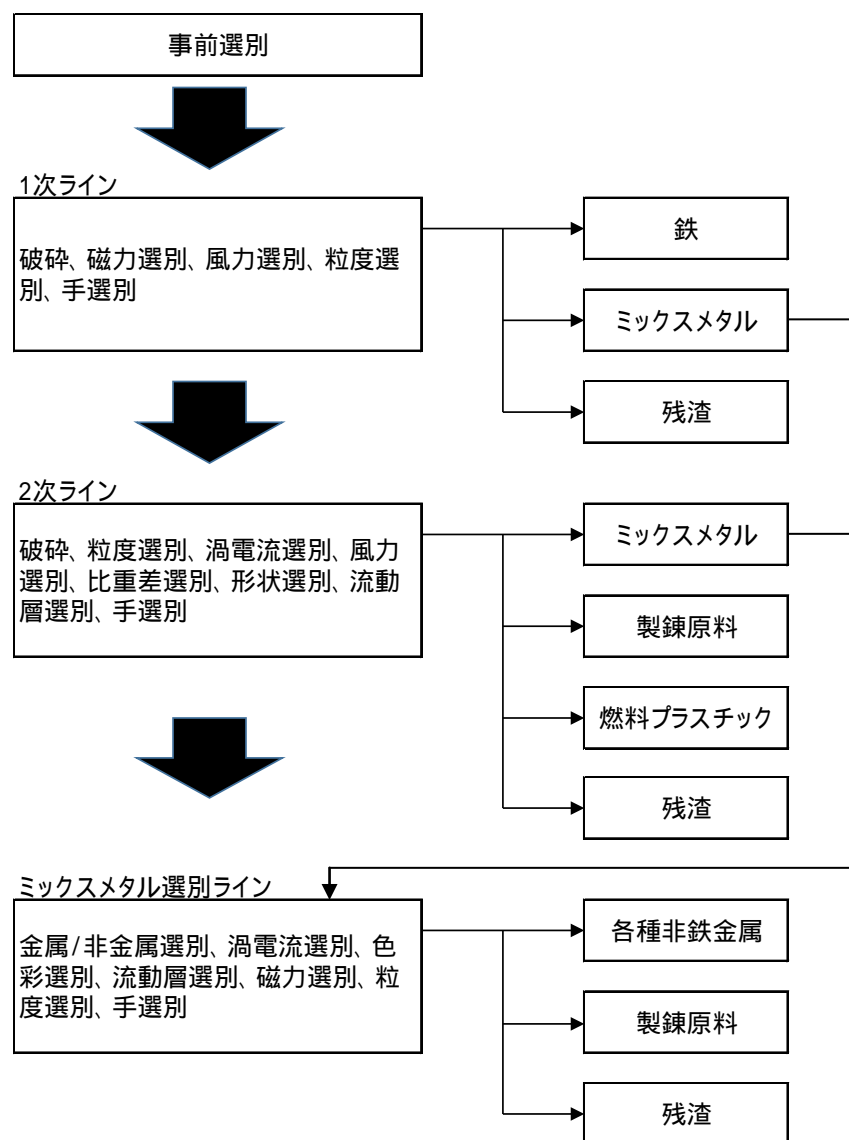 事前選別
1次ライン
破砕、磁力選別、風力選別、粒度選
別、手選別
鉄
ミックスメタル
残渣
2次ライン
破砕、粒度選別、渦電流選別、風力
選別、比重差選別、形状選別、流動
層選別、手選別
ミックスメタル
製錬原料
燃料プラスチック
残渣
ミックスメタル選別ライン
金属/非金属選別、渦電流選別、色
彩選別、流動層選別、磁力選別、粒
度選別、手選別
各種非鉄金属
製錬原料
残渣